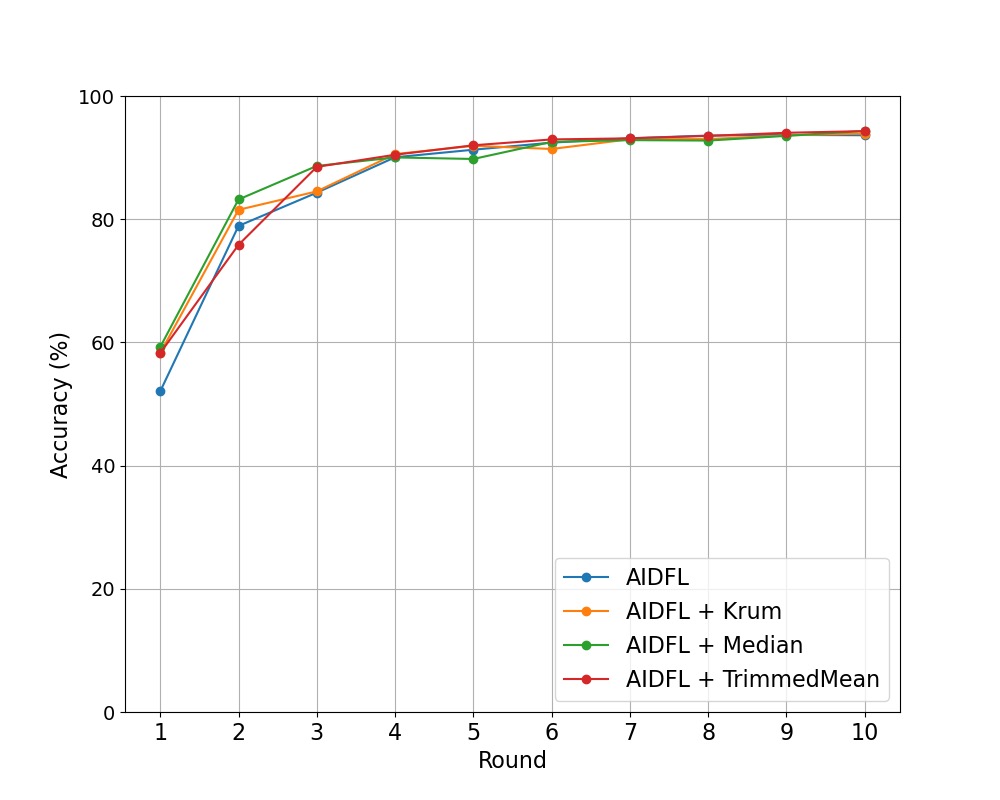 100
80
60
40
20
0
Accuracy (%)
1 2 3 4 5 6 7 8 9 10
Round
AIDFL
AIDFL + Krum
AIDFL + Median
AIDFL + TrimmedMean